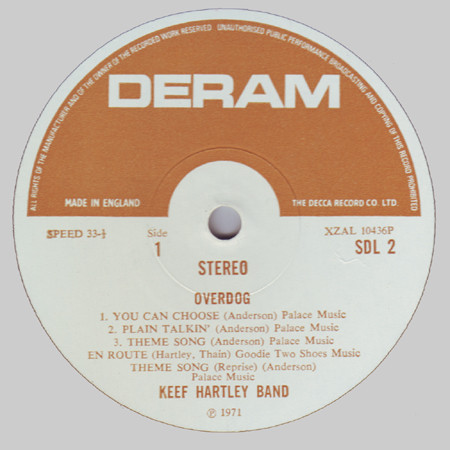 ALL RIGHTS OF THE MANUFACTURER AND OF THE OWNER OF THE RECORDED WORK RESERVED UNAUTHORISED PUBLIC PERFORMANCE BROADCASTING AND COPYING OF THIS RECORD PROHIBITED
DERAM
MADE IN ENGLAND THE DECCA RECORD CO. LTD.
SPEED 33-⅓ Side XZAL 10436P
1 SDL 2
STEREO
OVERDOG
1. YOU CAN CHOOSE (Anderson) Palace Music
2. PLAIN TALKIN' (Anderson) Palace Music
3. THEME SONG (Anderson) Palace Music
EN ROUTE (Hartley, Thain) Goodie Two Shoes Music
THEME SONG (Reprise) (Anderson)
Palace Music
KEEF HARTLEY BAND
℗ 1971